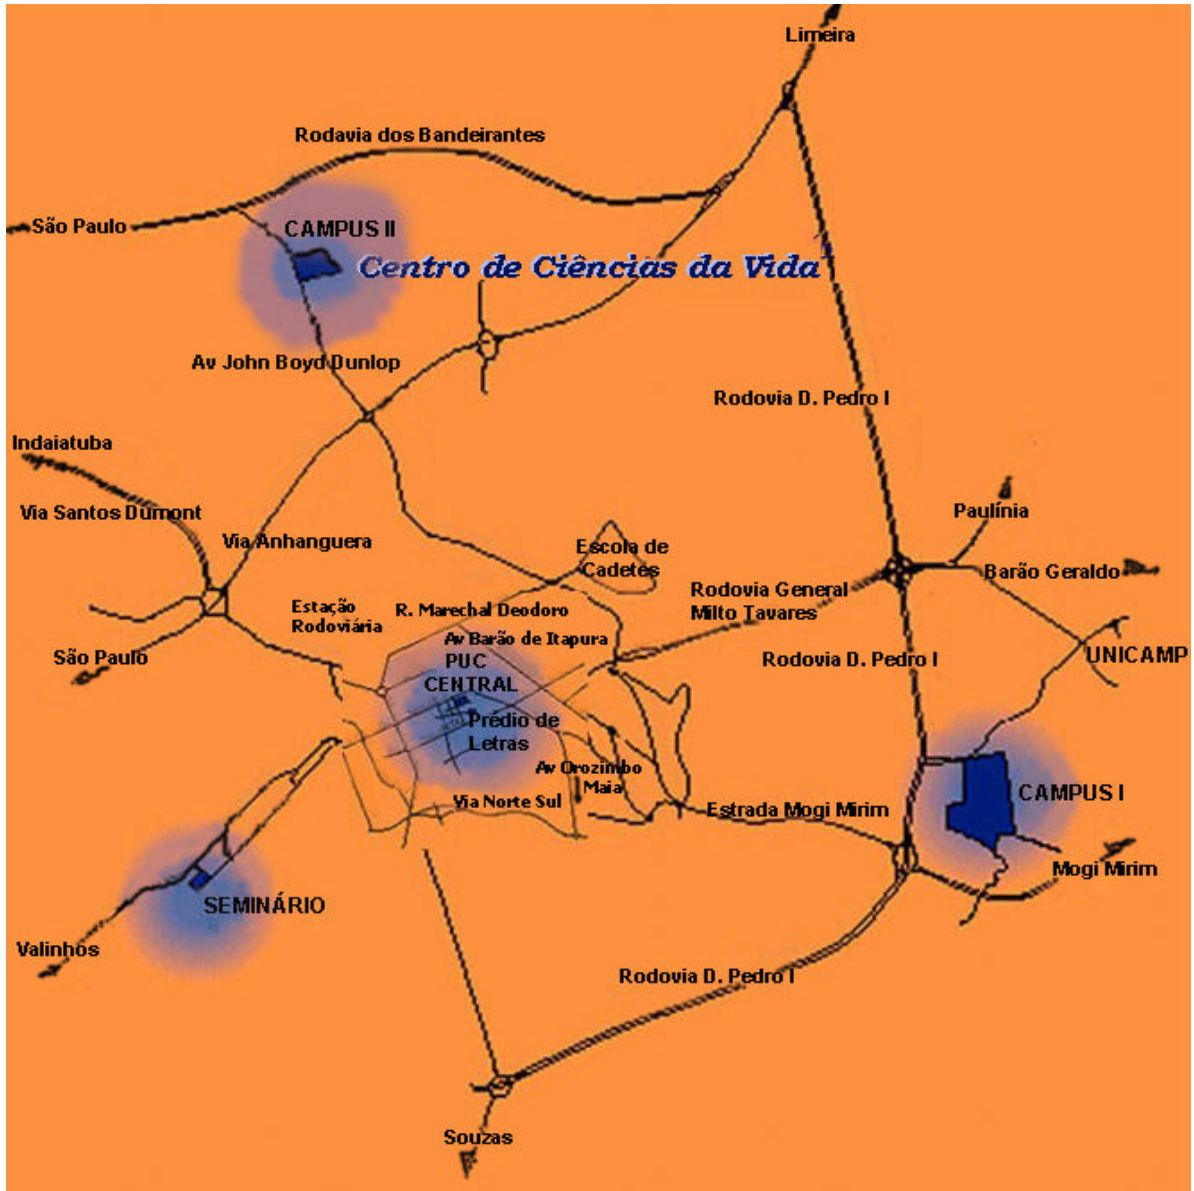 Limeira
Rodavia dos Bandeirantes
São Paulo
CAMPUS II
Centro de Ciências da Vida
Av John Boyd Dunlop
Rodovia D. Pedro I
Indaiatuba
Via Santos Dumont
Paulínia
Via Anhanguera
Escola de
Cadetes
Barão Geraldo
Rodovia General
Milto Tavares
Estação
Rodoviária
R. Marechal Deodoro
Av Barão de Itapura
São Paulo
PUC
CENTRAL
Rodovia D. Pedro I
UNICAMP
Prédio de
Letras
Av Orozimbo
Maia
Via Norte Sul
Estrada Mogi Mirim
CAMPUS I
Mogi Mirim
SEMINÁRIO
Valinhos
Rodovia D. Pedro I
Souzas